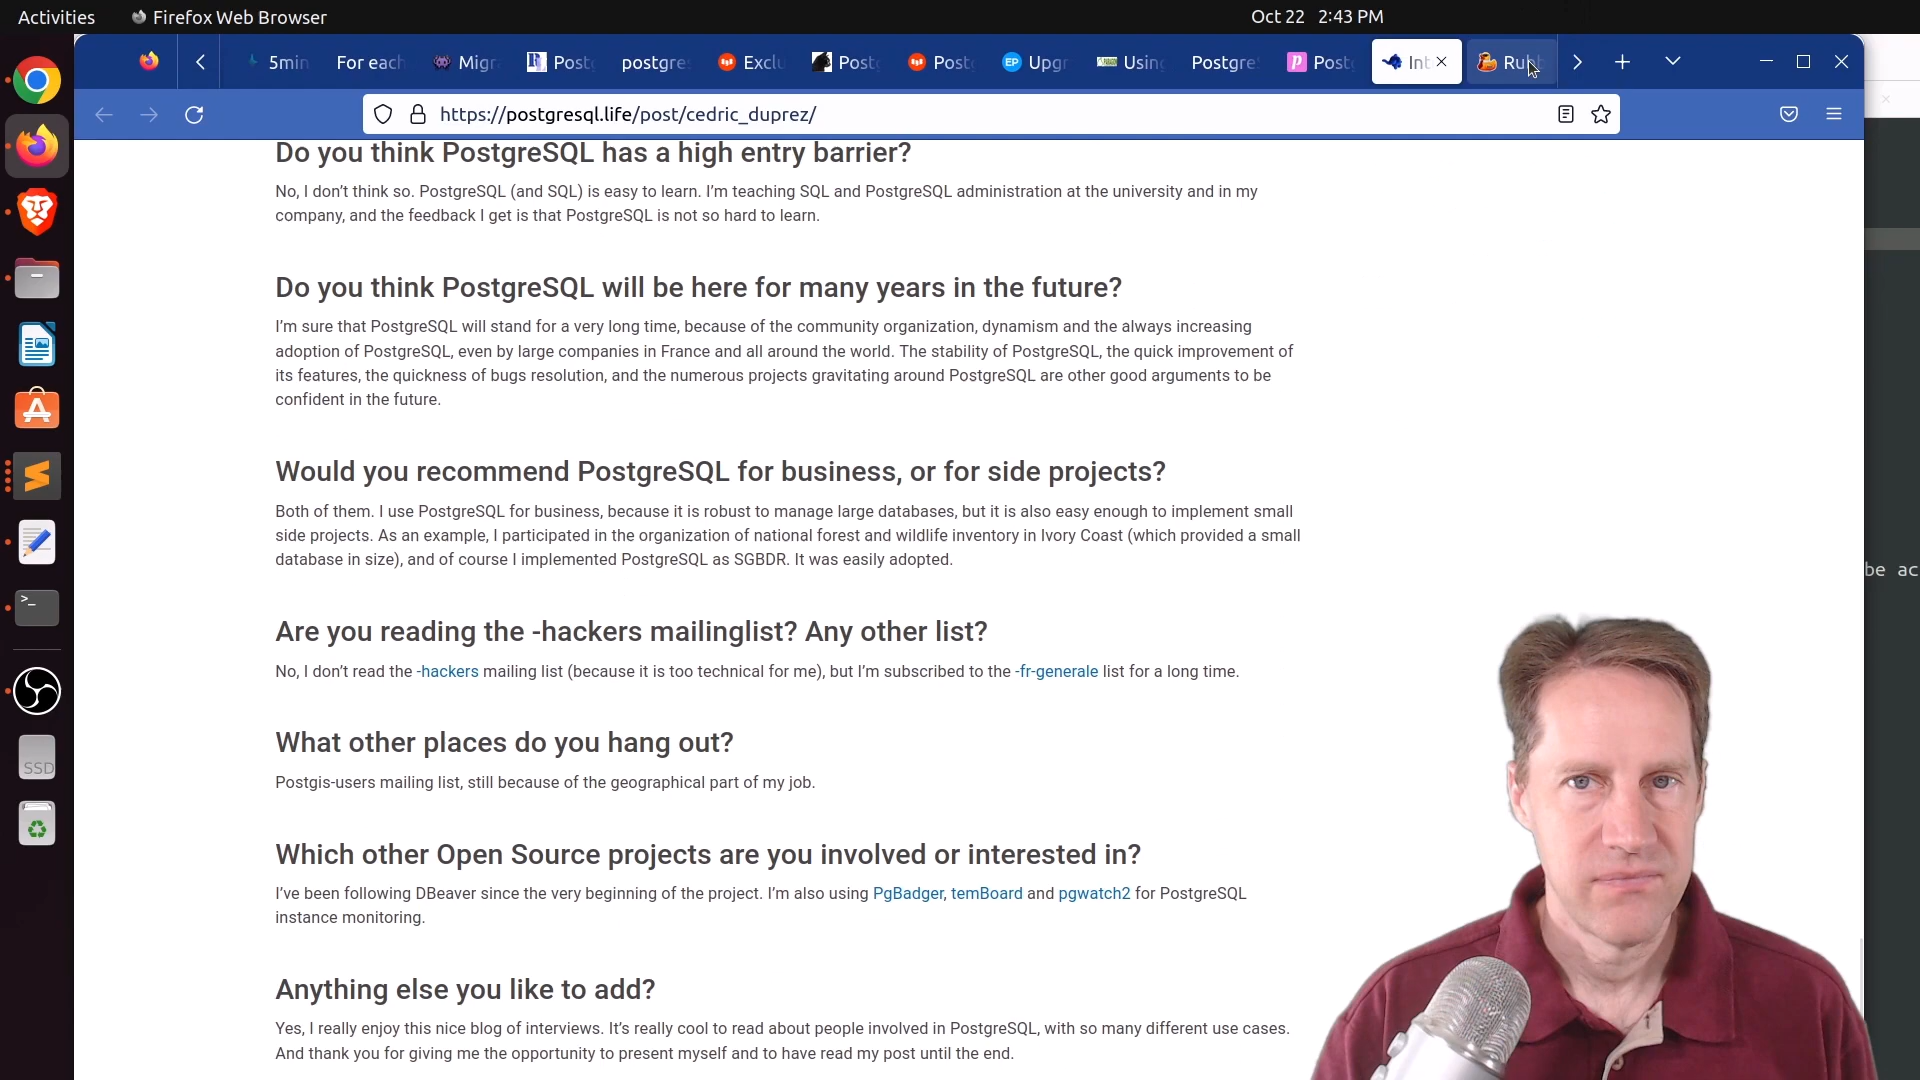 Activities
Firefox Web Browser
Oct 22 2:43 PM
5min
For each
Migr
Post
postgres
Exclu
Post
Post
Upgr
Using
Postgre
Post
Int
Rub
https://postgresql.life/post/cedric_duprez/
Do you think PostgreSQL has a high entry barrier?
No, I don’t think so. PostgreSQL (and SQL) is easy to learn. I’m teaching SQL and PostgreSQL administration at the university and in my
company, and the feedback I get is that PostgreSQL is not so hard to learn.
Do you think PostgreSQL will be here for many years in the future?
I’m sure that PostgreSQL will stand for a very long time, because of the community organization, dynamism and the always increasing
adoption of PostgreSQL, even by large companies in France and all around the world. The stability of PostgreSQL, the quick improvement of
its features, the quickness of bugs resolution, and the numerous projects gravitating around PostgreSQL are other good arguments to be
confident in the future.
Would you recommend PostgreSQL for business, or for side projects?
Both of them. I use PostgreSQL for business, because it is robust to manage large databases, but it is also easy enough to implement small
side projects. As an example, I participated in the organization of national forest and wildlife inventory in Ivory Coast (which provided a small
database in size), and of course I implemented PostgreSQL as SGBDR. It was easily adopted.
be ac
Are you reading the -hackers mailinglist? Any other list?
No, I don’t read the -hackers mailing list (because it is too technical for me), but I’m subscribed to the -fr-generale list for a long time.
What other places do you hang out?
Postgis-users mailing list, still because of the geographical part of my job.
SSD
Which other Open Source projects are you involved or interested in?
I’ve been following DBeaver since the very beginning of the project. I’m also using PgBadger, temBoard and pgwatch2 for PostgreSQL
instance monitoring.
Anything else you like to add?
Yes, I really enjoy this nice blog of interviews. It’s really cool to read about people involved in PostgreSQL, with so many different use cases.
And thank you for giving me the opportunity to present myself and to have read my post until the end.